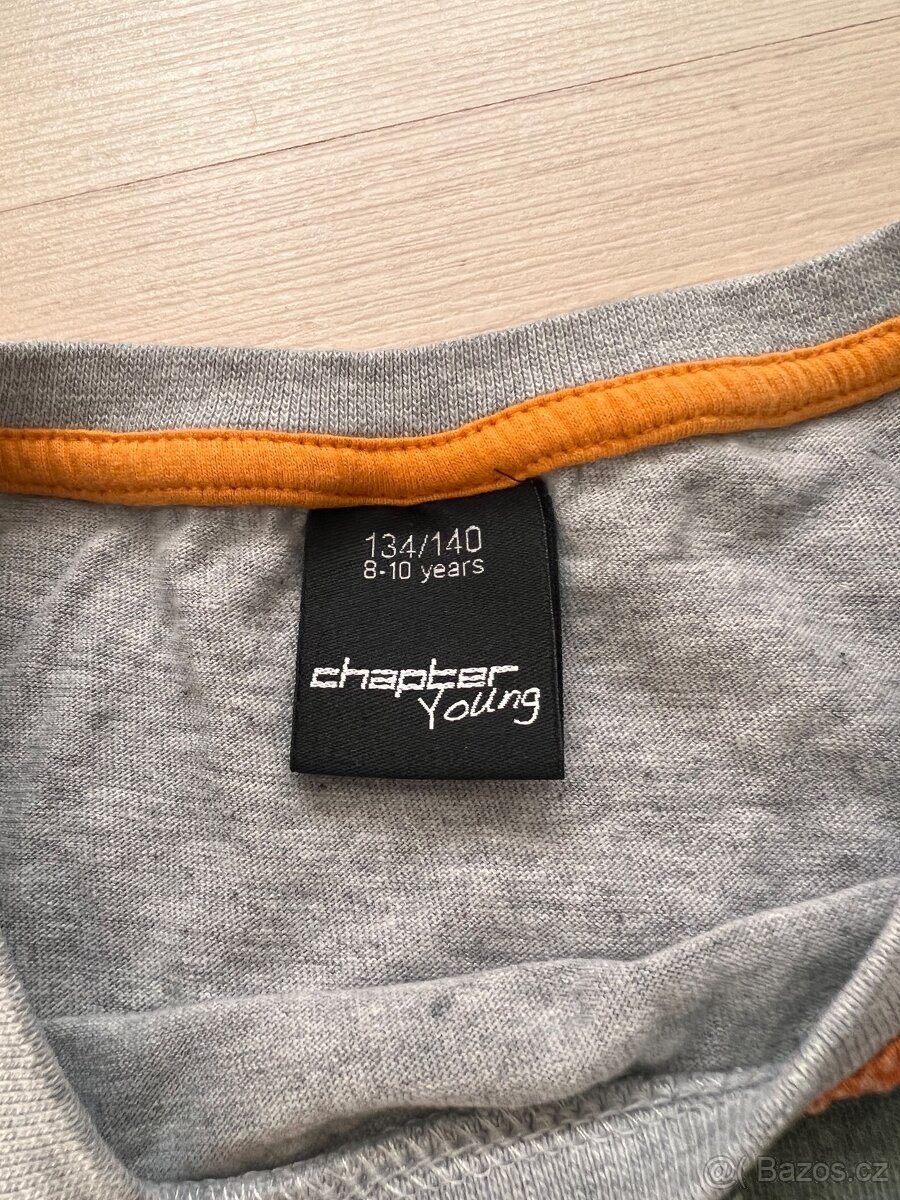 134/140
8-10 years
chapter
Young
@( Bazos.cz